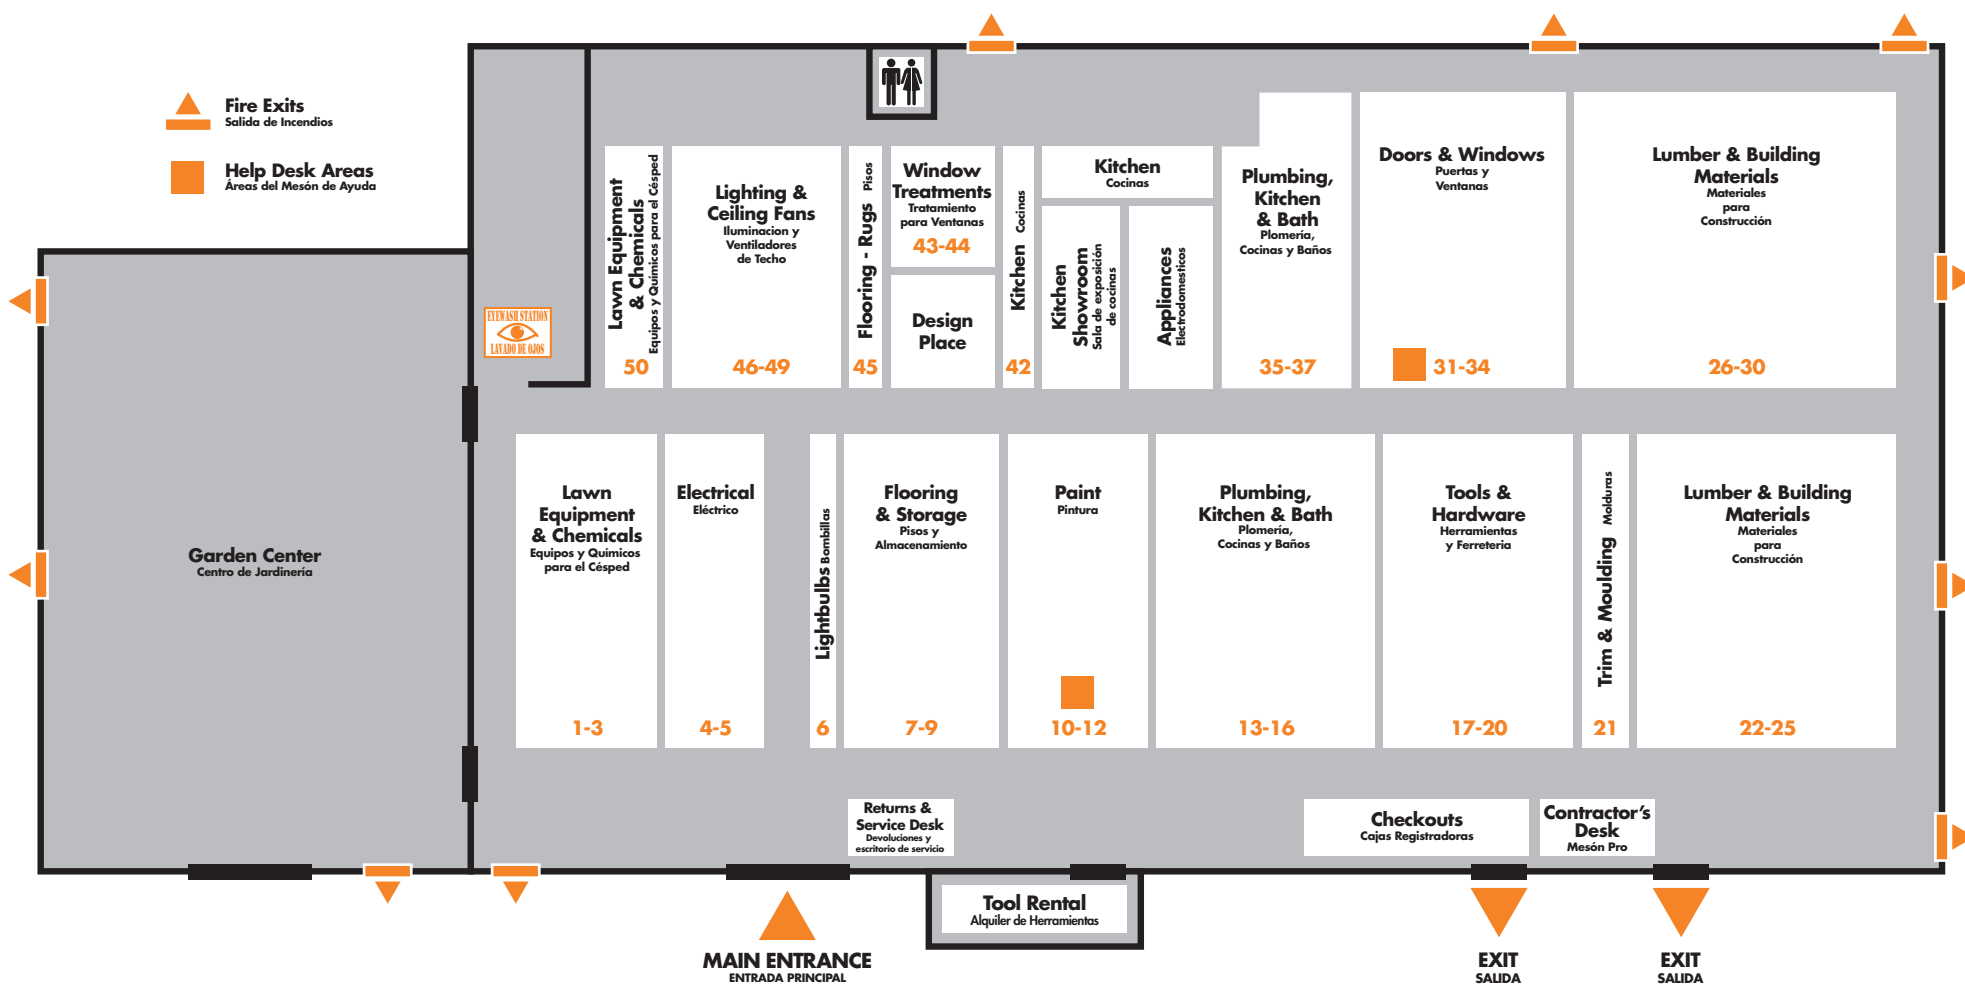 Fire Exits
Salida de Incendios
Help Desk Areas
Áreas del Mesón de Ayuda
EYEWASH STATION
LAVADO DE OJOS
Lawn Equipment
& Chemicals
Equipos y Químicos para el Césped
50
Lighting &
Ceiling Fans
Iluminacion y
Ventiladores
de Techo
46-49
Flooring - Rugs Pisos
45
Window
Treatments
Tratamiento
para Ventanas
43-44
Design
Place
Kitchen Cocinas
42
Kitchen
Cocinas
Kitchen
Showroom
Sala de exposición
de cocinas
Appliances
Electrodomesticos
Plumbing,
Kitchen
& Bath
Plomería,
Cocinas y Baños
35-37
Doors & Windows
Puertas y
Ventanas
31-34
Lumber & Building
Materials
Materiales
para
Construcción
26-30
Garden Center
Centro de Jardinería
Lawn
Equipment
& Chemicals
Equipos y Químicos
para el Césped
1-3
Electrical
Eléctrico
4-5
Lightbulbs Bombillas
6
Flooring
& Storage
Pisos y
Almacenamiento
7-9
Paint
Pintura
10-12
Plumbing,
Kitchen & Bath
Plomería,
Cocinas y Baños
13-16
Tools &
Hardware
Herramientas
y Ferreteria
17-20
Trim & Moulding Molduras
21
Lumber & Building
Materials
Materiales
para
Construcción
22-25
Returns &
Service Desk
Devoluciones y
escritorio de servicio
Checkouts
Cajas Registradoras
Contractor's
Desk
Mesón Pro
Tool Rental
Alquiler de Herramientas
MAIN ENTRANCE
ENTRADA PRINCIPAL
EXIT
SALIDA
EXIT
SALIDA